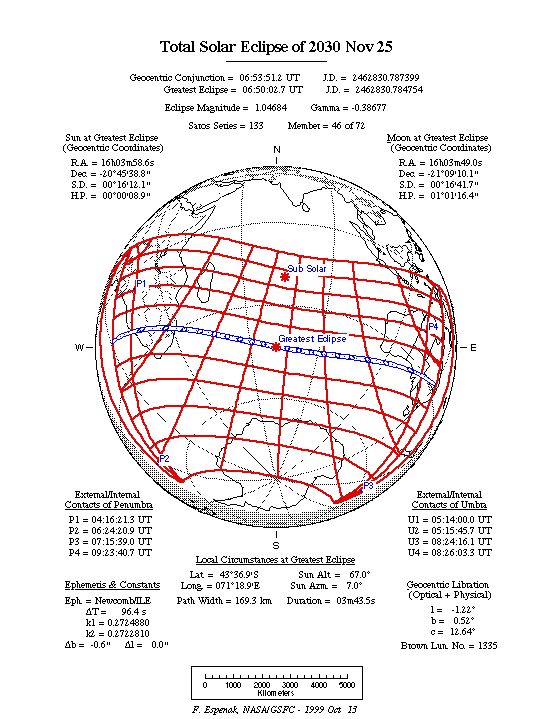 Total Solar Eclipse of 2030 Nov 25
Geocentric Conjunction = 06:53:51.2 UT J.D. = 2462830.787399
Greatest Eclipse = 06:50:02.7 UT J.D. = 2462830.784754
Eclipse Magnitude = 1.04684 Gamma = -0.38677
Saros Series = 133 Member = 46 of 72
Sun at Greatest Eclipse
(Geocentric Coordinates)
R.A. = 16h03m58.6s
Dec. = -20°45'38.8"
S.D. = 00°16'12.1"
H.P. = 00°00'08.9"
Moon at Greatest Eclipse
(Geocentric Coordinates)
R.A. = 16h03m49.0s
Dec. = -21°09'10.1"
S.D. = 00°16'41.7"
H.P. = 01°01'16.4"
N
Sub Solar
P1
P4
Greatest Eclipse
W
E
P2
P3
S
External/Internal
Contacts of Penumbra
P1 = 04:16:21.3 UT
P2 = 06:24:20.9 UT
P3 = 07:15:39.0 UT
P4 = 09:23:40.7 UT
External/Internal
Contacts of Umbra
U1 = 05:14:00.0 UT
U2 = 05:15:45.7 UT
U3 = 08:24:16.1 UT
U4 = 08:26:03.3 UT
Local Circumstances at Greatest Eclipse
Lat. = 43°36.9'S Sun Alt. = 67.0°
Long. = 071°18.9'E Sun Azm. = 7.0°
Path Width = 169.3 km Duration = 03m43.5s
Ephemeris & Constants
Eph. = Newcomb/ILE
ΔT = 96.4 s
k1 = 0.2724880
k2 = 0.2722810
Δb = -0.6" Δl = 0.0"
Geocentric Libration
(Optical + Physical)
l = -1.22°
b = 0.52°
c = 12.64°
Brown Lun. No. = 1335
0 1000 2000 3000 4000 5000
Kilometers
F. Espenak, NASA/GSFC - 1999 Oct 13